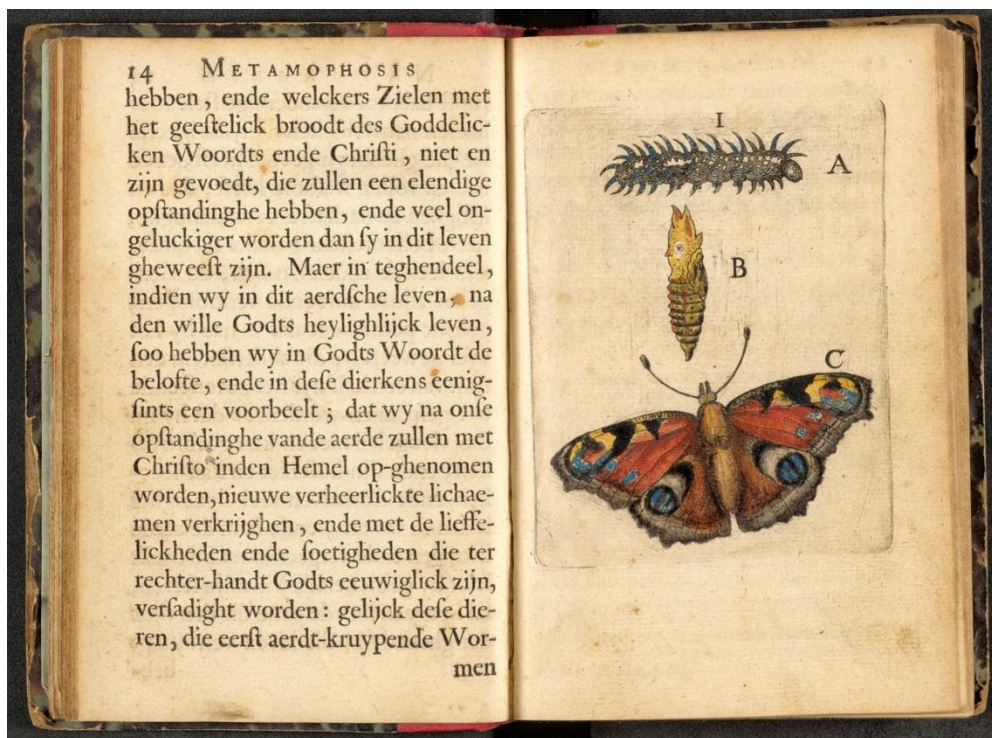 14 METAMOPHOSIS
hebben, ende welckers Zielen met
het geeſtelick broodt des Goddelic-
ken Woordts ende Chriſti, niet en
zijn gevoedt, die zullen een elendige
opſtandinghe hebben, ende veel on-
geluckiger worden dan ſy in dit leven
gheweeſt zijn. Maer in teghendeel,
indien wy in dit aerdſche leven, na
den wille Godts heylighlijck leven,
ſoo hebben wy in Godts Woordt de
belofte, ende in deſe dierkens eenig-
ſints een voorbeelt; dat wy na onſe
opſtandinghe vande aerde zullen met
Chriſto inden Hemel op-ghenomen
worden, nieuwe verheerlickte lichae-
men verkrijghen, ende met de lieffe-
lickheden ende ſoetigheden die ter
rechter-handt Godts eeuwiglick zijn,
verſadight worden: gelijck deſe die-
ren, die eerſt aerdt-kruypende Wor-
men
I
A
B
C